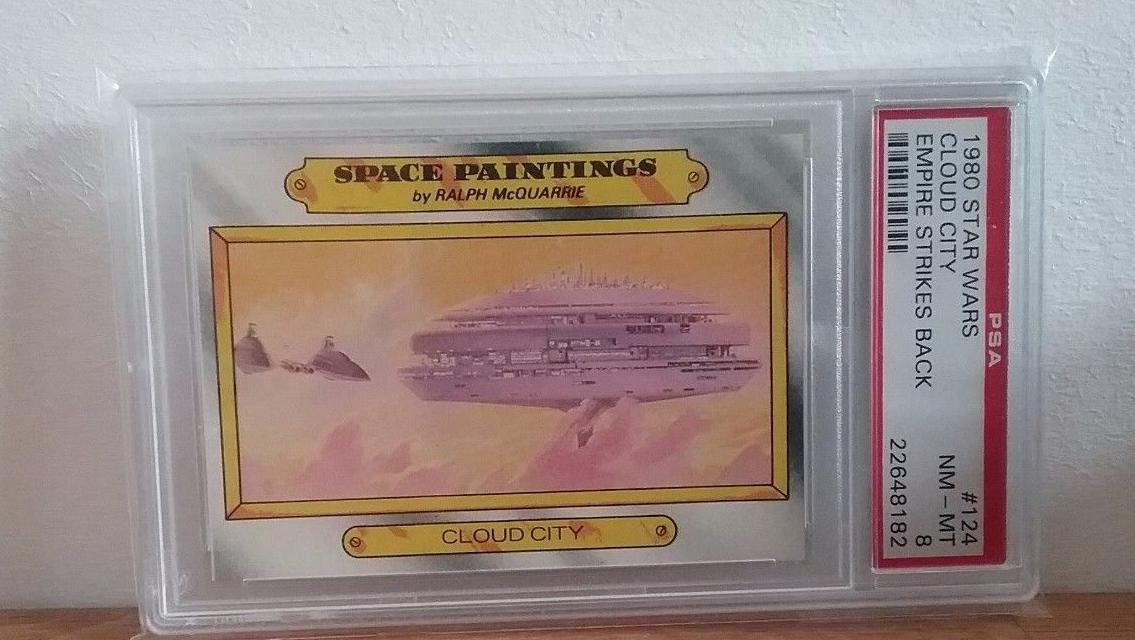 SPACE PAINTINGS
by RALPH McQUARRIE
CLOUD CITY
PSA
1980 STAR WARS #124
CLOUD CITY NM - MT
EMPIRE STRIKES BACK 8
22648182